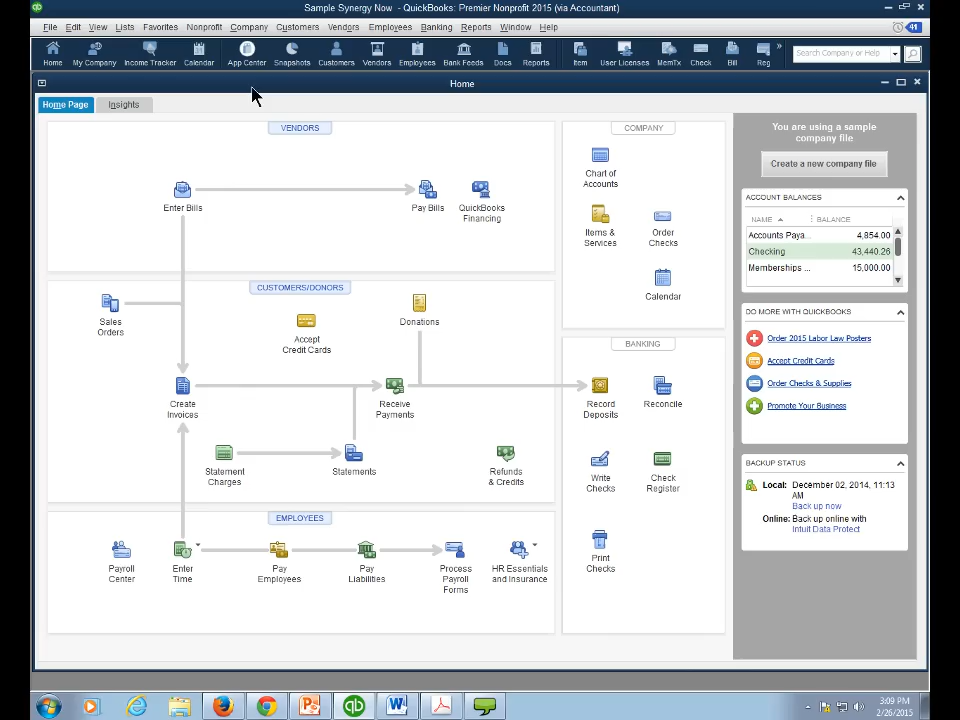 Sample Synergy Now - QuickBooks: Premier Nonprofit 2015 (via Accountant)
File Edit View Lists Favorites Nonprofit Company Customers Vendors Employees Banking Reports Window Help 41
Home My Company Income Tracker Calendar App Center Snapshots Customers Vendors Employees Bank Feeds Docs Reports Item User Licenses MemTx Check Bill Reg » Search Company or Help
Home
Home Page Insights
VENDORS
Enter Bills
Pay Bills
QuickBooks
Financing
CUSTOMERS/DONORS
Sales
Orders
Accept
Credit Cards
Donations
Create
Invoices
Receive
Payments
Statement
Charges
Statements
Refunds
& Credits
EMPLOYEES
Payroll
Center
Enter
Time
Pay
Employees
Pay
Liabilities
Process
Payroll
Forms
HR Essentials
and Insurance
COMPANY
Chart of
Accounts
Items &
Services
Order
Checks
Calendar
BANKING
Record
Deposits
Reconcile
Write
Checks
Check
Register
Print
Checks
You are using a sample
company file
Create a new company file
ACCOUNT BALANCES
NAME BALANCE
Accounts Paya... 4,854.00
Checking 43,440.26
Memberships ... 15,000.00
DO MORE WITH QUICKBOOKS
Order 2015 Labor Law Posters
Accept Credit Cards
Order Checks & Supplies
Promote Your Business
BACKUP STATUS
Local: December 02, 2014, 11:13
AM
Back up now
Online: Back up online with
Intuit Data Protect
3:09 PM
2/26/2015